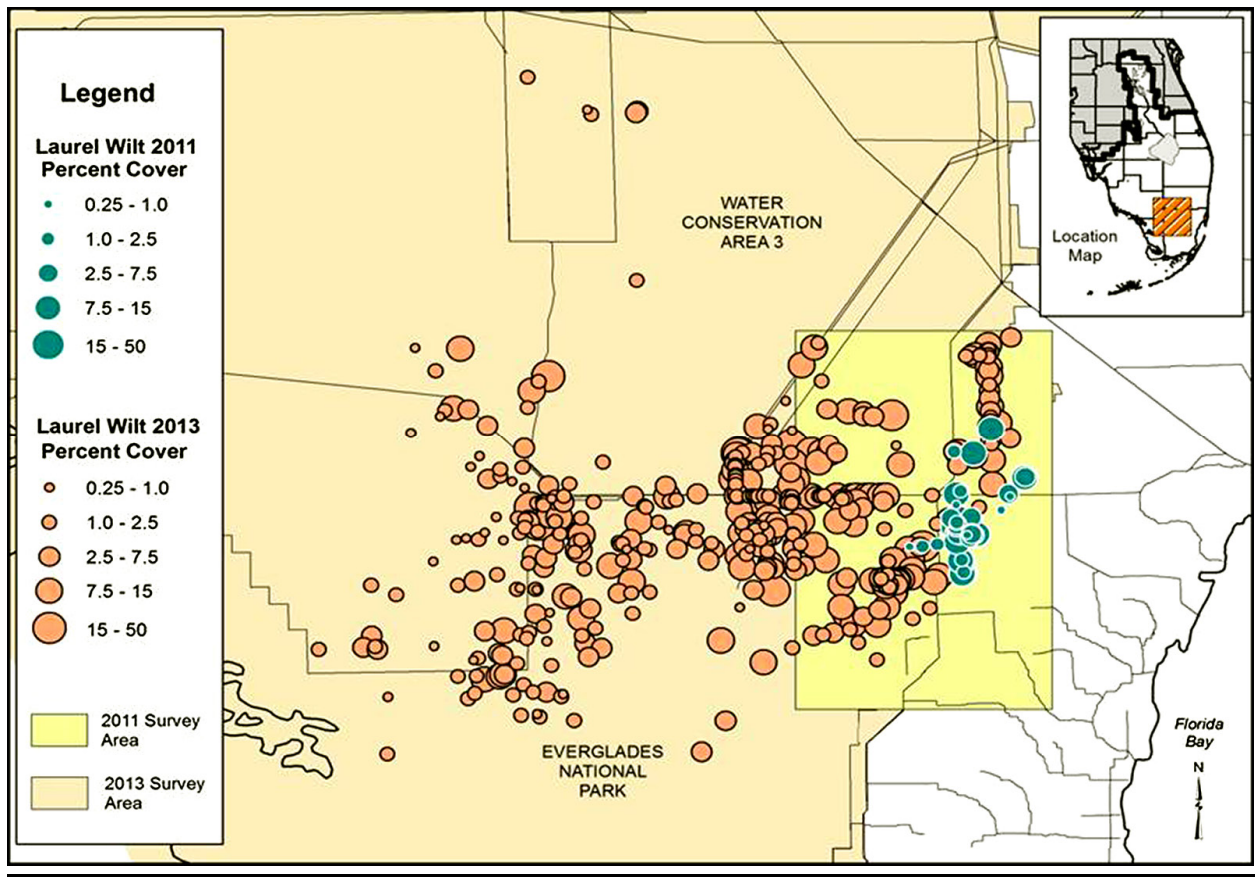 Legend
Laurel Wilt 2011
Percent Cover
0.25 - 1.0
1.0 - 2.5
2.5 - 7.5
7.5 - 15
15 - 50
Laurel Wilt 2013
Percent Cover
0.25 - 1.0
1.0 - 2.5
2.5 - 7.5
7.5 - 15
15 - 50
2011 Survey
Area
2013 Survey
Area
WATER
CONSERVATION
AREA 3
EVERGLADES
NATIONAL
PARK
Location
Map
Florida
Bay
N